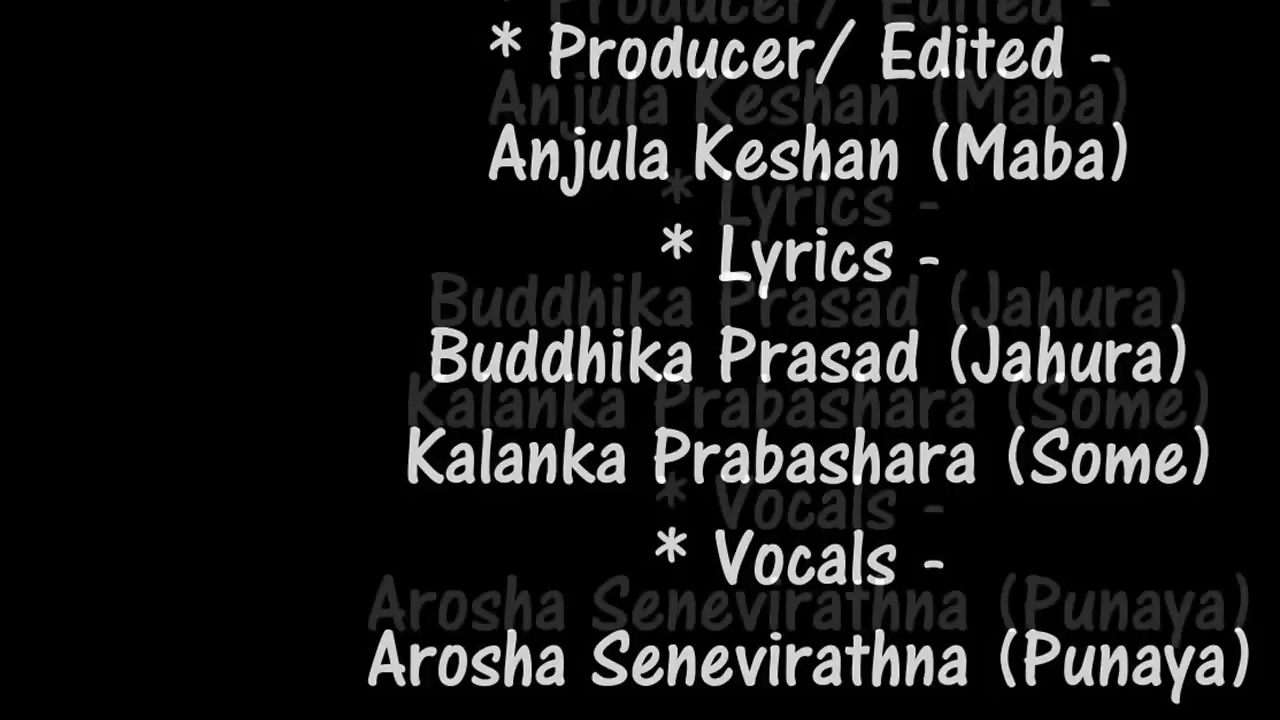 * Producer/ Edited -
Anjula Keshan (Maba)
* Lyrics -
Buddhika Prasad (Jahura)
Kalanka Prabashara (Some)
* Vocals -
Arosha Senevirathna (Punaya)